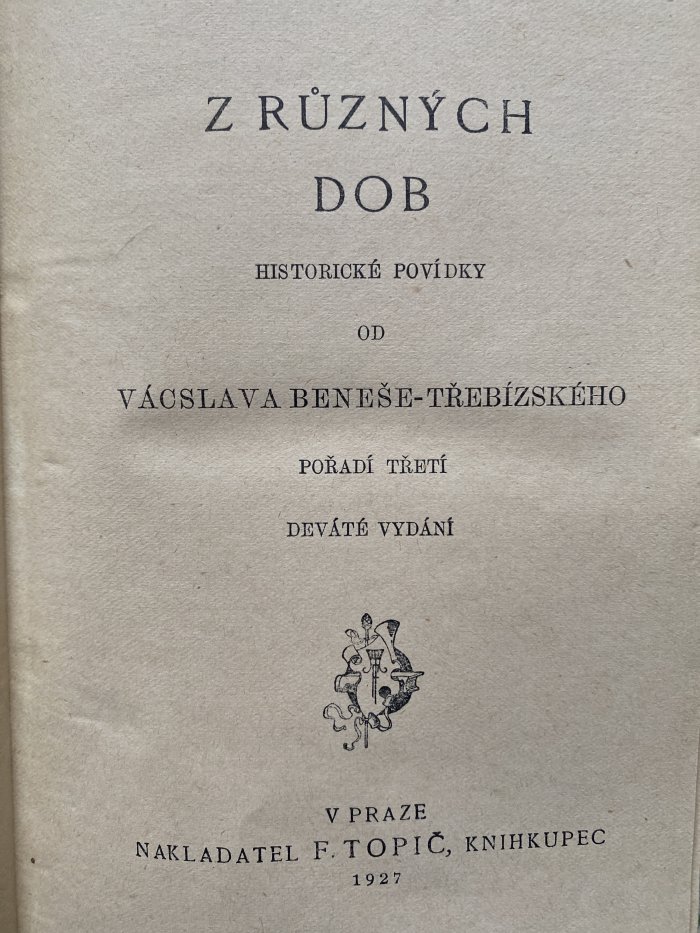 Z RŮZNÝCH
DOB
HISTORICKÉ POVÍDKY
OD
VÁCSLAVA BENEŠE-TŘEBÍZSKÉHO
POŘADÍ TŘETÍ
DEVÁTÉ VYDÁNÍ
V PRAZE
NAKLADATEL F. TOPIČ, KNIHKUPEC
1927